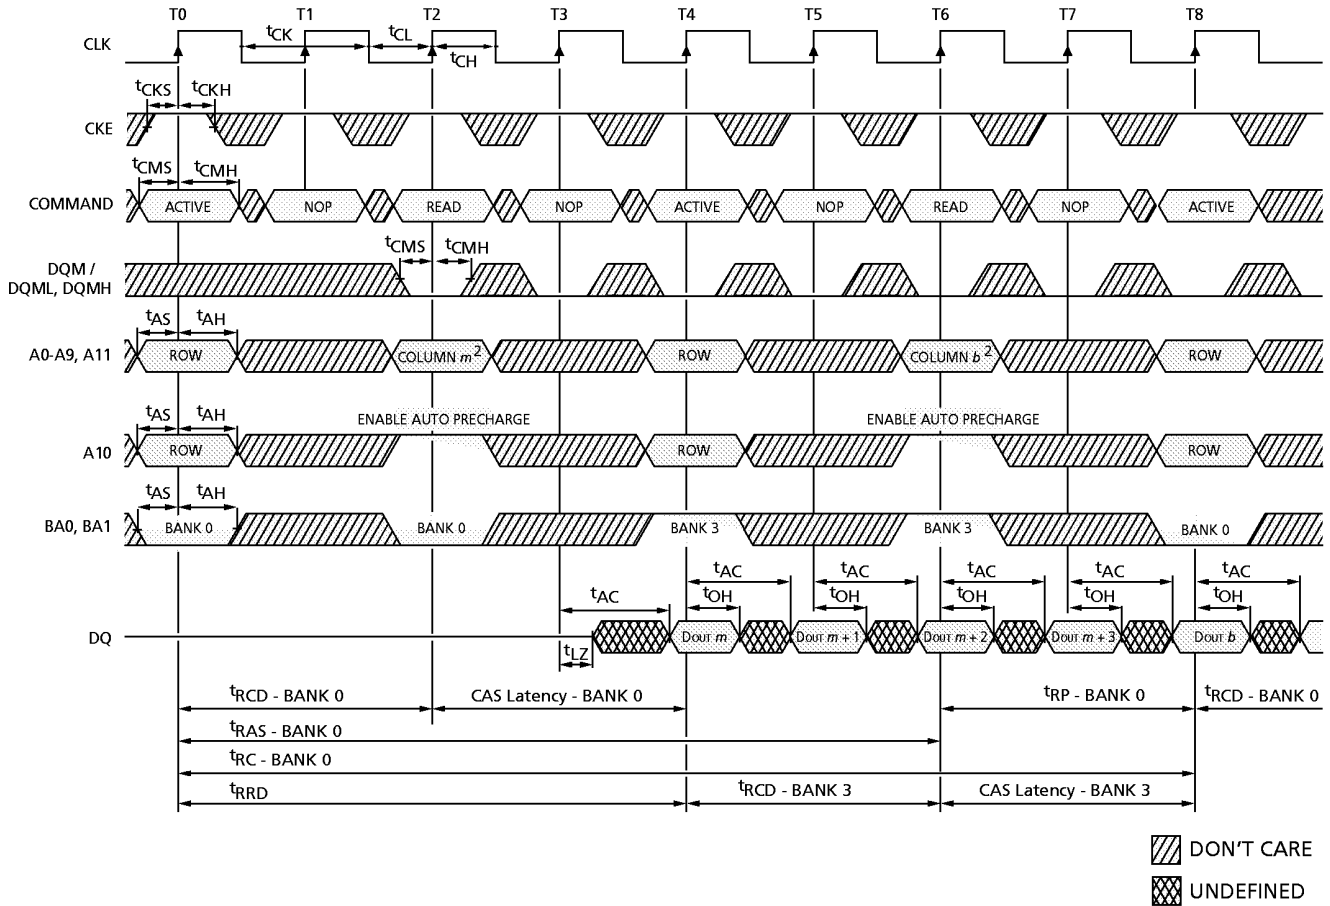 T0 T1 T2 T3 T4 T5 T6 T7 T8
CLK
tCK tCL tCH
tCKS tCKH
CKE
tCMS tCMH
COMMAND ACTIVE NOP READ NOP ACTIVE NOP READ NOP ACTIVE
tCMS tCMH
DQM /
DQML, DQMH
tAS tAH
A0-A9, A11 ROW COLUMN m2 ROW COLUMN b2 ROW
ENABLE AUTO PRECHARGE ENABLE AUTO PRECHARGE
tAS tAH
A10 ROW ROW ROW
tAS tAH
BA0, BA1 BANK 0 BANK 0 BANK 3 BANK 3 BANK 0
tAC tAC tAC tAC tAC tAC
tOH tOH tOH tOH tOH
DQ DOUT m DOUT m + 1 DOUT m + 2 DOUT m + 3 DOUT b
tLZ
tRCD - BANK 0 CAS Latency - BANK 0 tRP - BANK 0 tRCD - BANK 0
tRAS - BANK 0
tRC - BANK 0
tRRD tRCD - BANK 3 CAS Latency - BANK 3
DON'T CARE
UNDEFINED